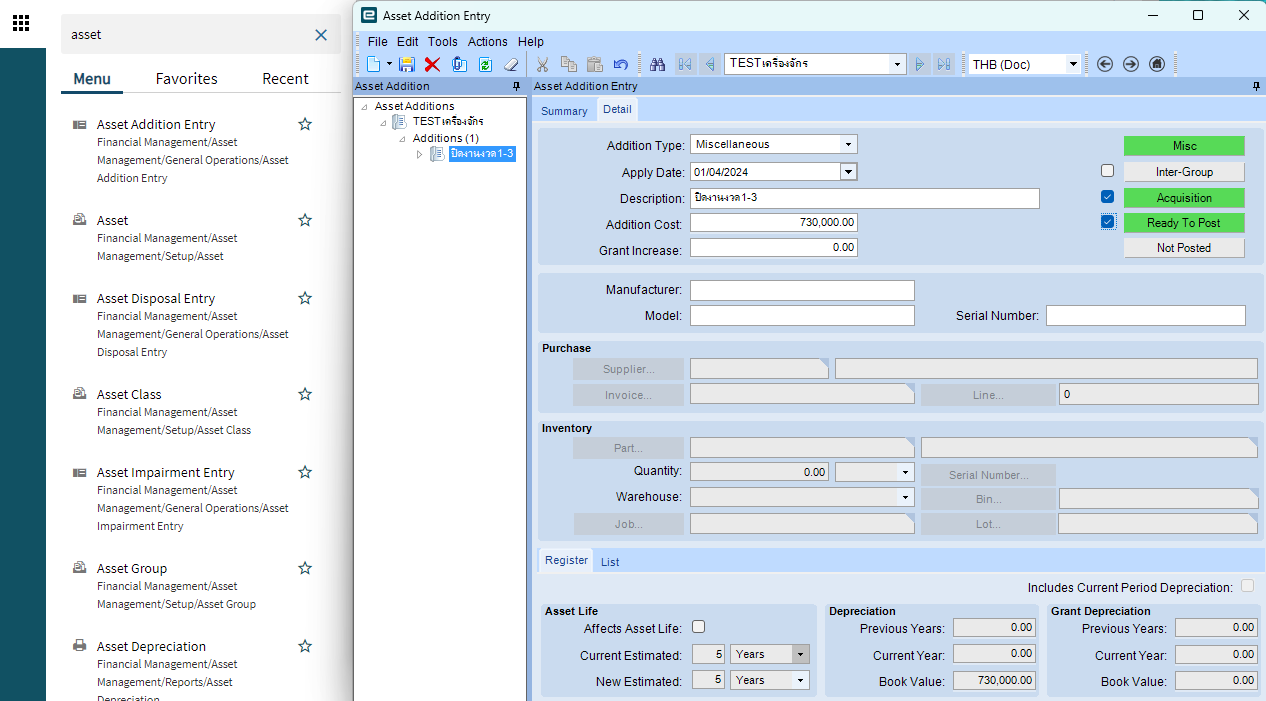 asset
Menu Favorites Recent
Asset Addition Entry
Financial Management/Asset
Management/General Operations/Asset
Addition Entry
Asset
Financial Management/Asset
Management/Setup/Asset
Asset Disposal Entry
Financial Management/Asset
Management/General Operations/Asset
Disposal Entry
Asset Class
Financial Management/Asset
Management/Setup/Asset Class
Asset Impairment Entry
Financial Management/Asset
Management/General Operations/Asset
Impairment Entry
Asset Group
Financial Management/Asset
Management/Setup/Asset Group
Asset Depreciation
Financial Management/Asset
Management/Reports/Asset
Depreciation
Asset Addition Entry
File Edit Tools Actions Help
TESTเครื่องจักร THB (Doc)
Asset Addition
Asset Additions
TESTเครื่องจักร
Additions (1)
ปิดงานงวด1-3
Asset Addition Entry
Summary Detail
Addition Type: Miscellaneous Misc
Apply Date: 01/04/2024 Inter-Group
Description: ปิดงานงวด1-3 Acquisition
Addition Cost: 730,000.00 Ready To Post
Grant Increase: 0.00 Not Posted
Manufacturer:
Model: Serial Number:
Purchase
Supplier...
Invoice... Line... 0
Inventory
Part...
Quantity: 0.00 Serial Number...
Warehouse: Bin...
Job... Lot...
Register List
Includes Current Period Depreciation:
Asset Life Depreciation Grant Depreciation
Affects Asset Life: Previous Years: 0.00 Previous Years: 0.00
Current Estimated: 5 Years Current Year: 0.00 Current Year: 0.00
New Estimated: 5 Years Book Value: 730,000.00 Book Value: 0.00